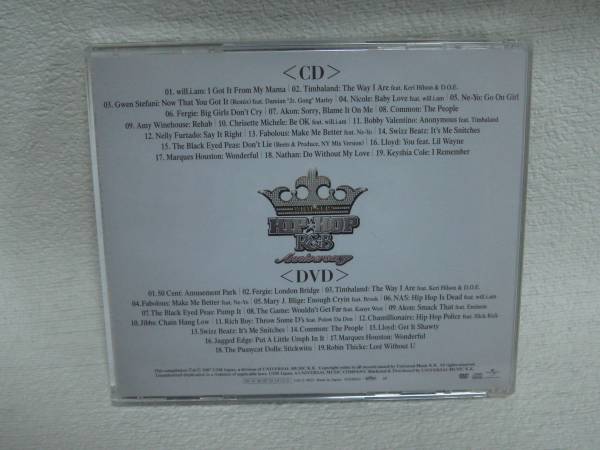 <CD>
01. will.i.am: I Got It From My Mama | 02. Timbaland: The Way I Are feat. Keri Hilson & D.O.E.
03. Gwen Stefani: Now That You Got It (Remix) feat. Damian "Jr. Gong" Marley | 04. Nicole: Baby Love feat. will.i.am | 05. Ne-Yo: Go On Girl
06. Fergie: Big Girls Don't Cry | 07. Akon: Sorry, Blame It On Me | 08. Common: The People
09. Amy Winehouse: Rehab | 10. Chrisette Michele: Be OK feat. will.i.am | 11. Bobby Valentino: Anonymous feat. Timbaland
12. Nelly Furtado: Say It Right | 13. Fabolous: Make Me Better feat. Ne-Yo | 14. Swizz Beatz: It's Me Snitches
15. The Black Eyed Peas: Don't Lie (Beets & Produce, NY Mix Version) | 16. Lloyd: You feat. Lil Wayne
17. Marques Houston: Wonderful | 18. Nathan: Do Without My Love | 19. Keyshia Cole: I Remember
HIP HOP
R&B
Anniversary
<DVD>
01. 50 Cent: Amusement Park | 02. Fergie: London Bridge | 03. Timbaland: The Way I Are feat. Keri Hilson & D.O.E.
04. Fabolous: Make Me Better feat. Ne-Yo | 05. Mary J. Blige: Enough Cryin feat. Brook | 06. NAS: Hip Hop Is Dead feat. will.i.am
07. The Black Eyed Peas: Pump It | 08. The Game: Wouldn't Get Far feat. Kanye West | 09. Akon: Smack That feat. Eminem
10. Jibbs: Chain Hang Low | 11. Rich Boy: Throw Some D's feat. Polow Da Don | 12. Chamillionaire: Hip Hop Police feat. Slick Rick
13. Swizz Beatz: It's Me Snitches | 14. Common: The People | 15. Lloyd: Get It Shawty
16. Jagged Edge: Put A Little Umph In It | 17. Marques Houston: Wonderful
18. The Pussycat Dolls: Stickwitu | 19. Robin Thicke: Lost Without U